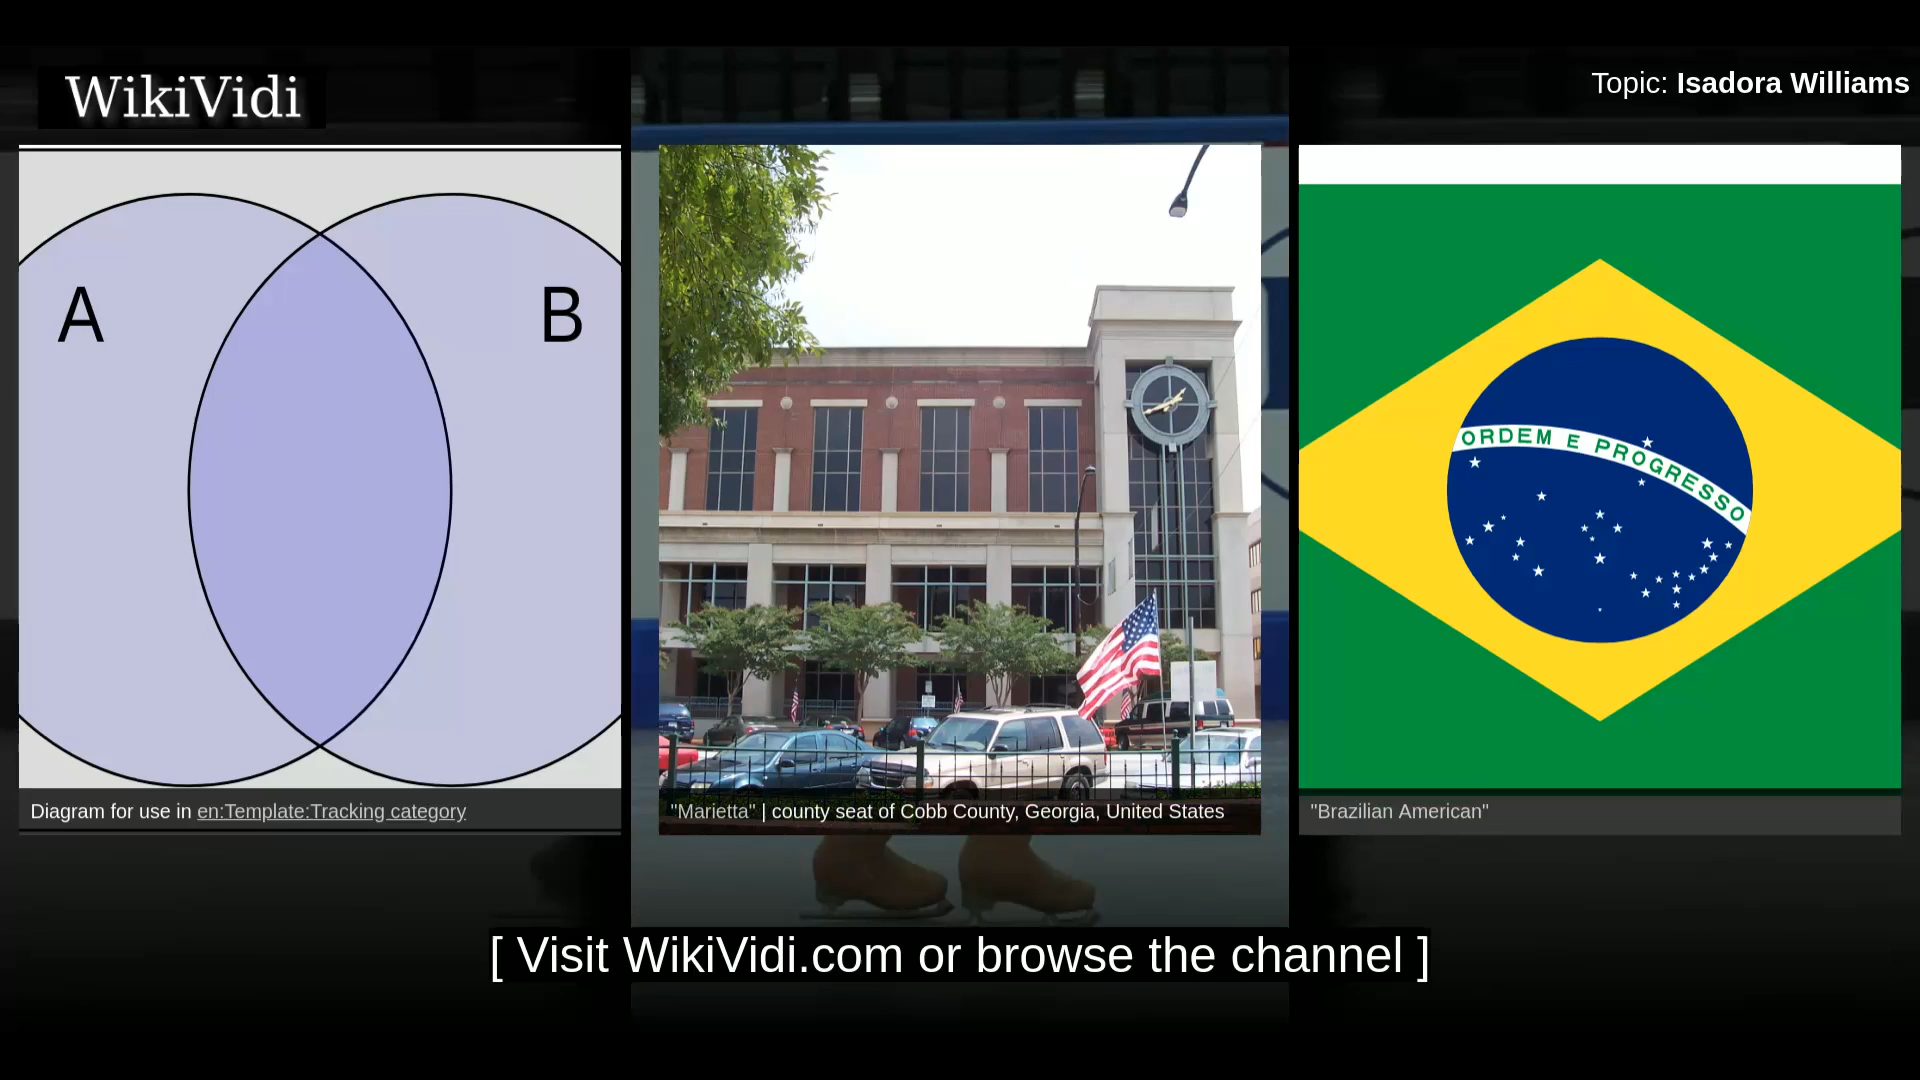 WikiVidi
Topic: Isadora Williams
A
B
ORDEM E PROGRESSO
Diagram for use in en:Template:Tracking category
"Marietta" | county seat of Cobb County, Georgia, United States
"Brazilian American"
[ Visit WikiVidi.com or browse the channel ]